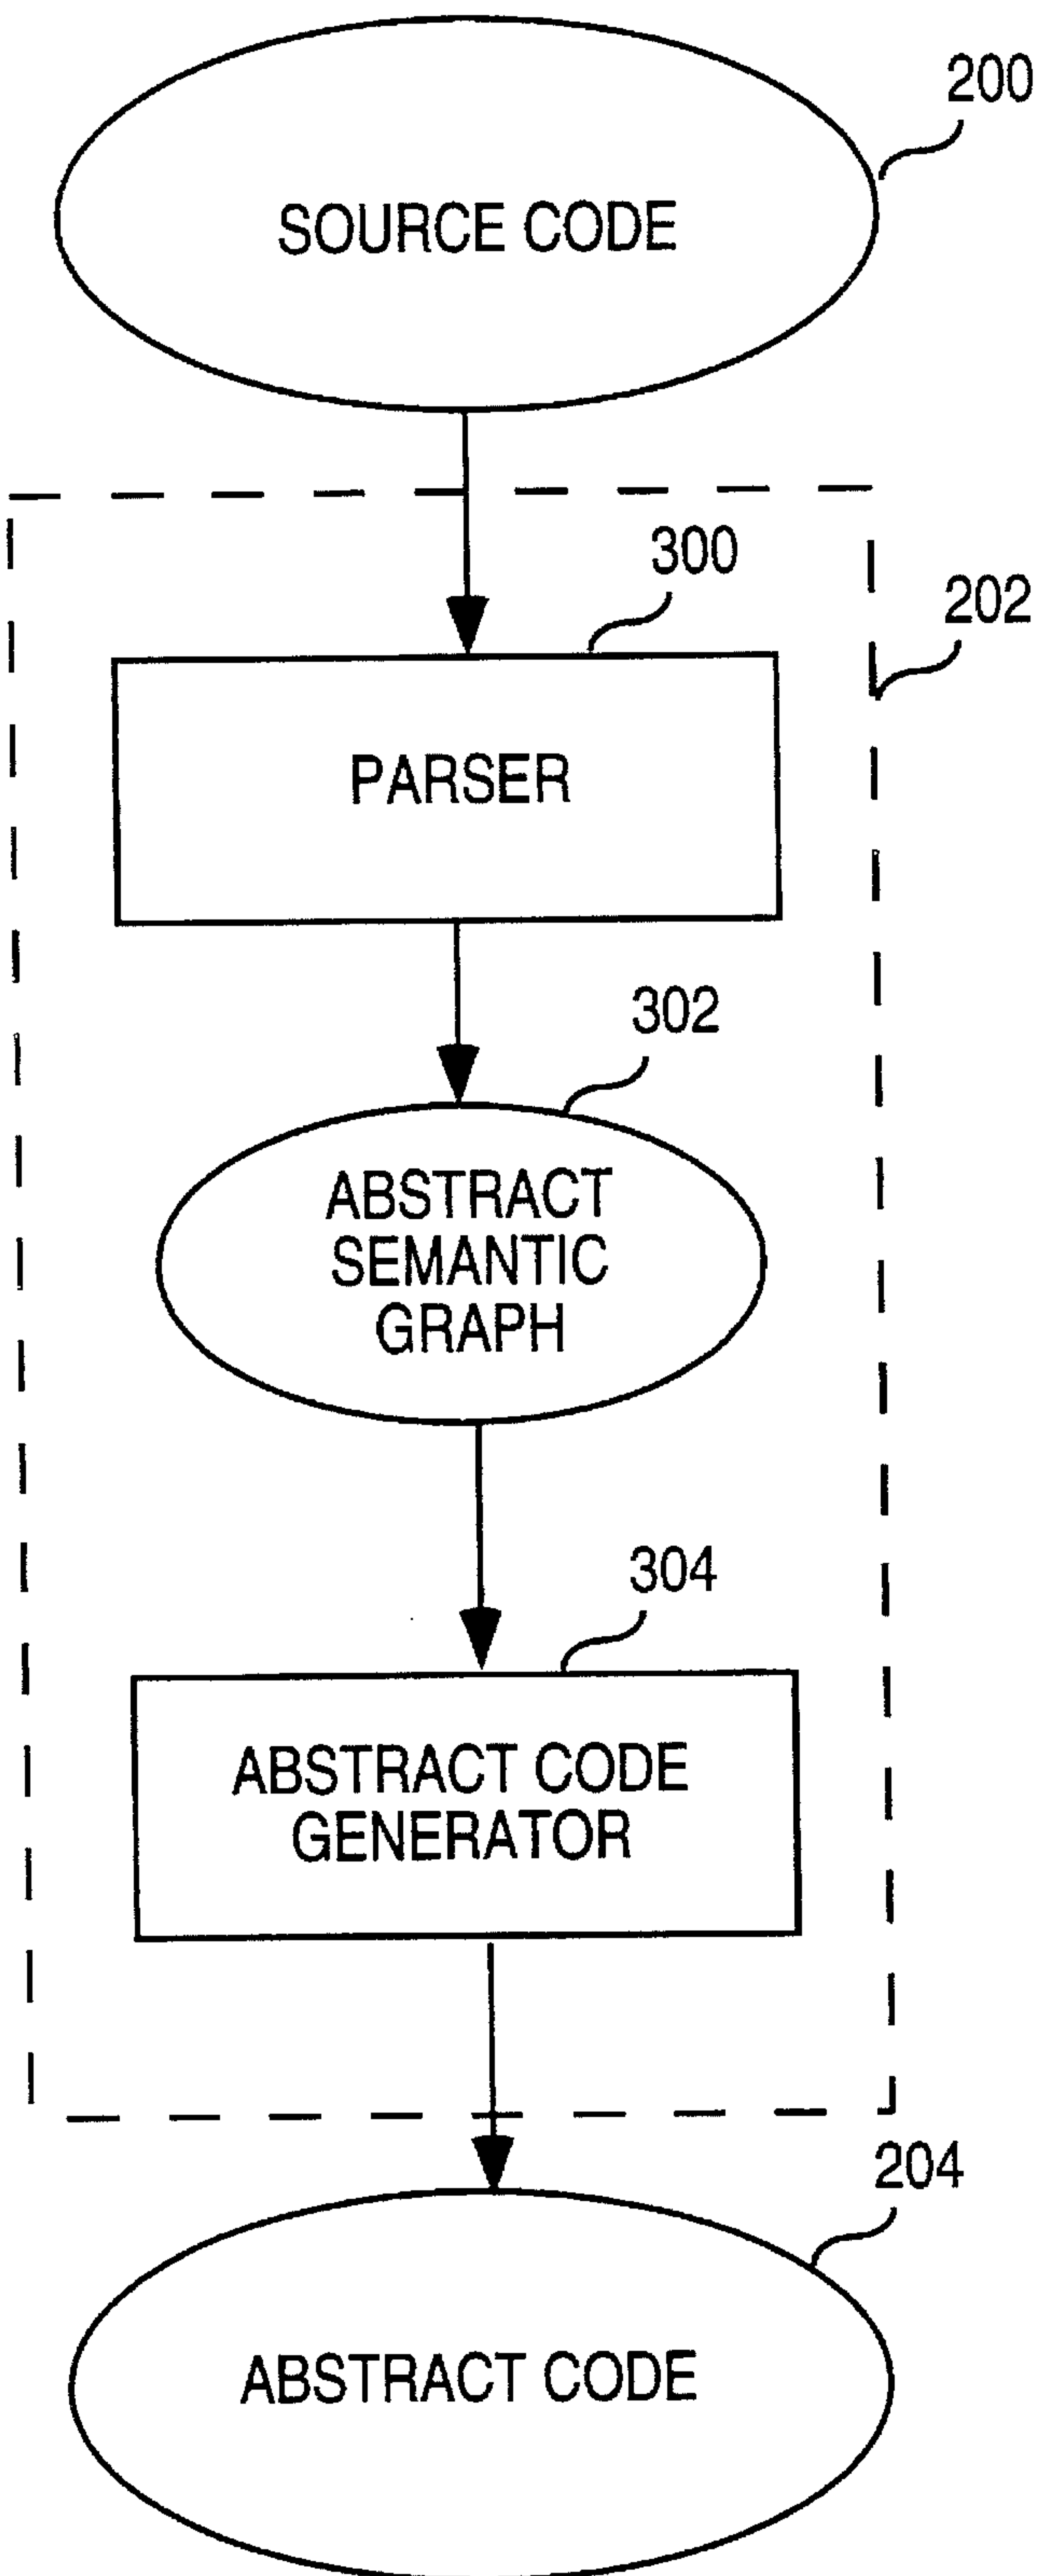 200
SOURCE CODE
300
202
PARSER
302
ABSTRACT
SEMANTIC
GRAPH
304
ABSTRACT CODE
GENERATOR
204
ABSTRACT CODE